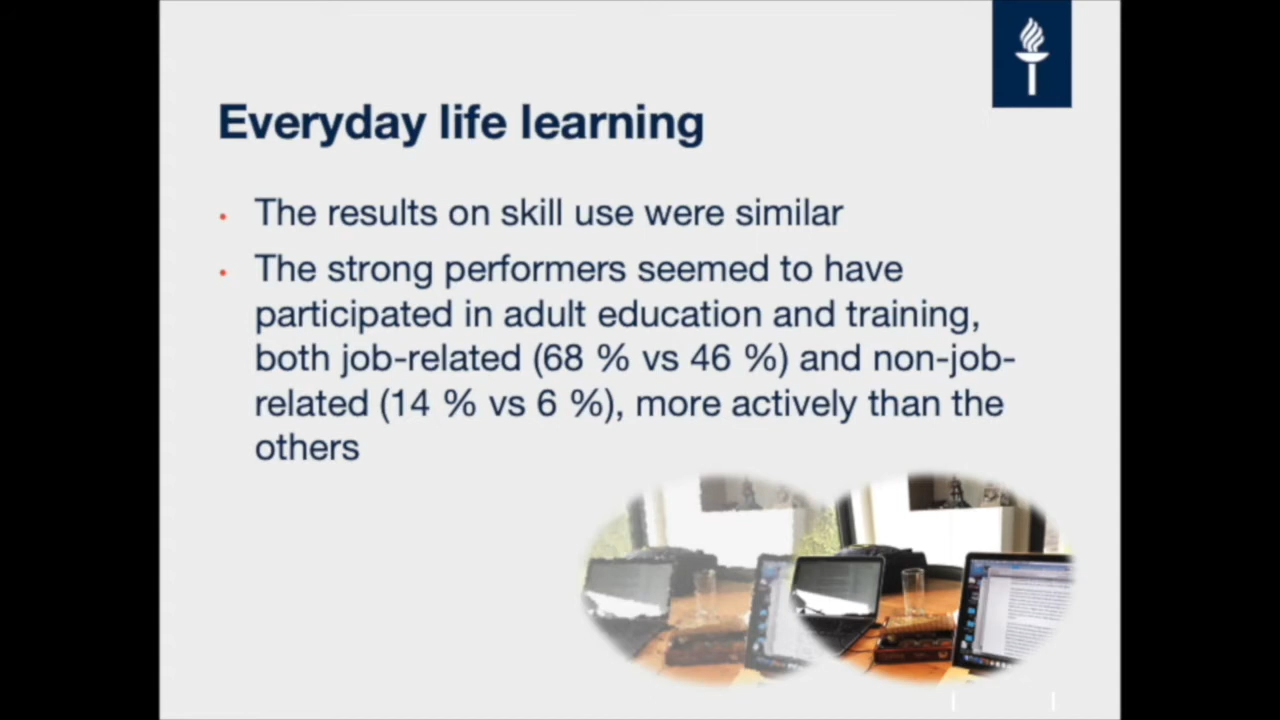 Everyday life learning
• The results on skill use were similar
• The strong performers seemed to have
participated in adult education and training,
both job-related (68 % vs 46 %) and non-job-
related (14 % vs 6 %), more actively than the
others